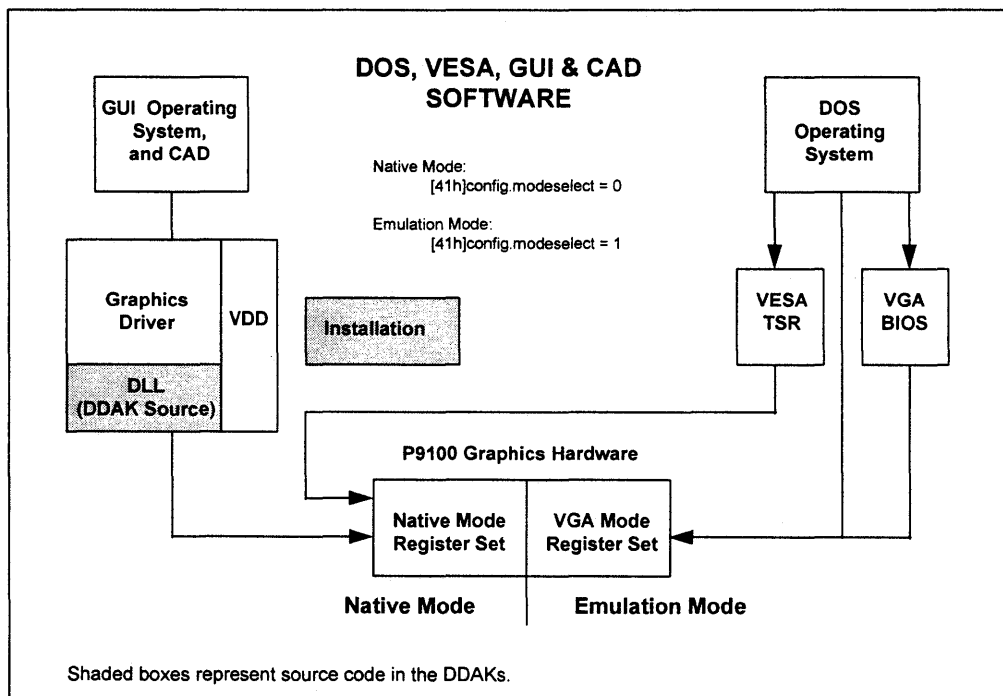 DOS, VESA, GUI & CAD
SOFTWARE
GUI Operating
System,
and CAD
DOS
Operating
System
Native Mode:
[41h]config.modeselect = 0
Emulation Mode:
[41h]config.modeselect = 1
Graphics
Driver
VDD
DLL
(DDAK Source)
Installation
VESA
TSR
VGA
BIOS
P9100 Graphics Hardware
Native Mode
Register Set
VGA Mode
Register Set
Native Mode
Emulation Mode
Shaded boxes represent source code in the DDAKs.